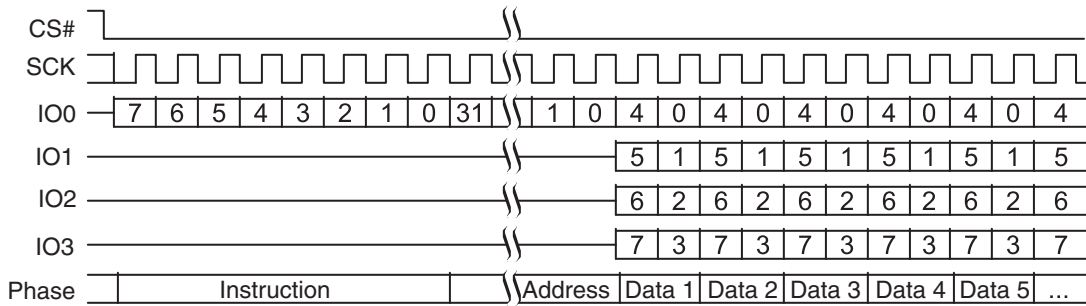 CS#
SCK
IO0 7 6 5 4 3 2 1 0 31 1 0 4 0 4 0 4 0 4 0 4 0 4
IO1 5 1 5 1 5 1 5 1 5 1 5
IO2 6 2 6 2 6 2 6 2 6 2 6
IO3 7 3 7 3 7 3 7 3 7 3 7
Phase Instruction Address Data 1 Data 2 Data 3 Data 4 Data 5 ...